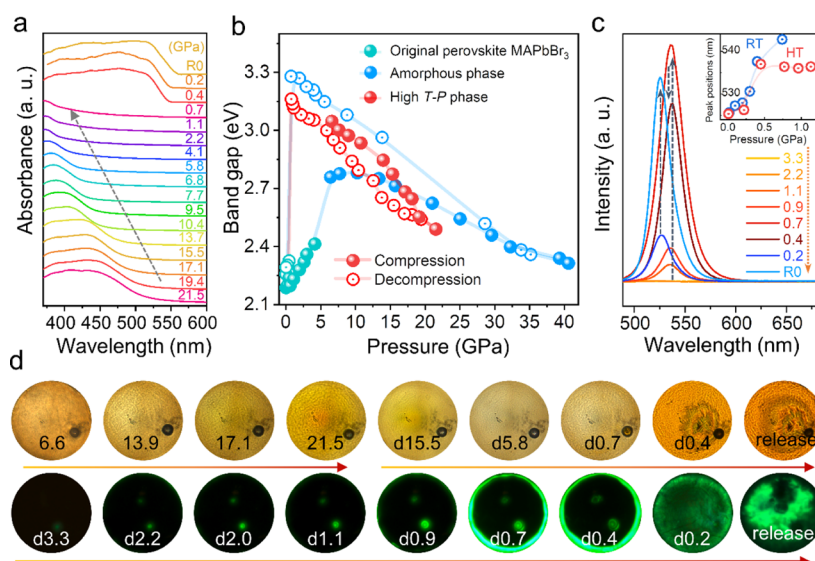 a
(GPa)
R0
0.2
0.4
0.7
1.1
2.2
4.1
5.8
6.8
7.7
9.5
10.4
13.7
15.5
17.1
19.4
21.5
Absorbance (a. u.)
400 450 500 550 600
Wavelength (nm)
b
Original perovskite MAPbBr3
Amorphous phase
High T-P phase
3.3
3.0
2.7
2.4
2.1
Band gap (eV)
Compression
Decompression
0 5 10 15 20 25 30 35 40
Pressure (GPa)
c
Intensity (a. u.)
Peak positions (nm)
540
530
RT
HT
0.0 0.5 1.0
Pressure (GPa)
3.3
2.2
1.1
0.9
0.7
0.4
0.2
R0
500 550 600 650
Wavelength (nm)
d
6.6 13.9 17.1 21.5 d15.5 d5.8 d0.7 d0.4 release
d3.3 d2.2 d2.0 d1.1 d0.9 d0.7 d0.4 d0.2 release